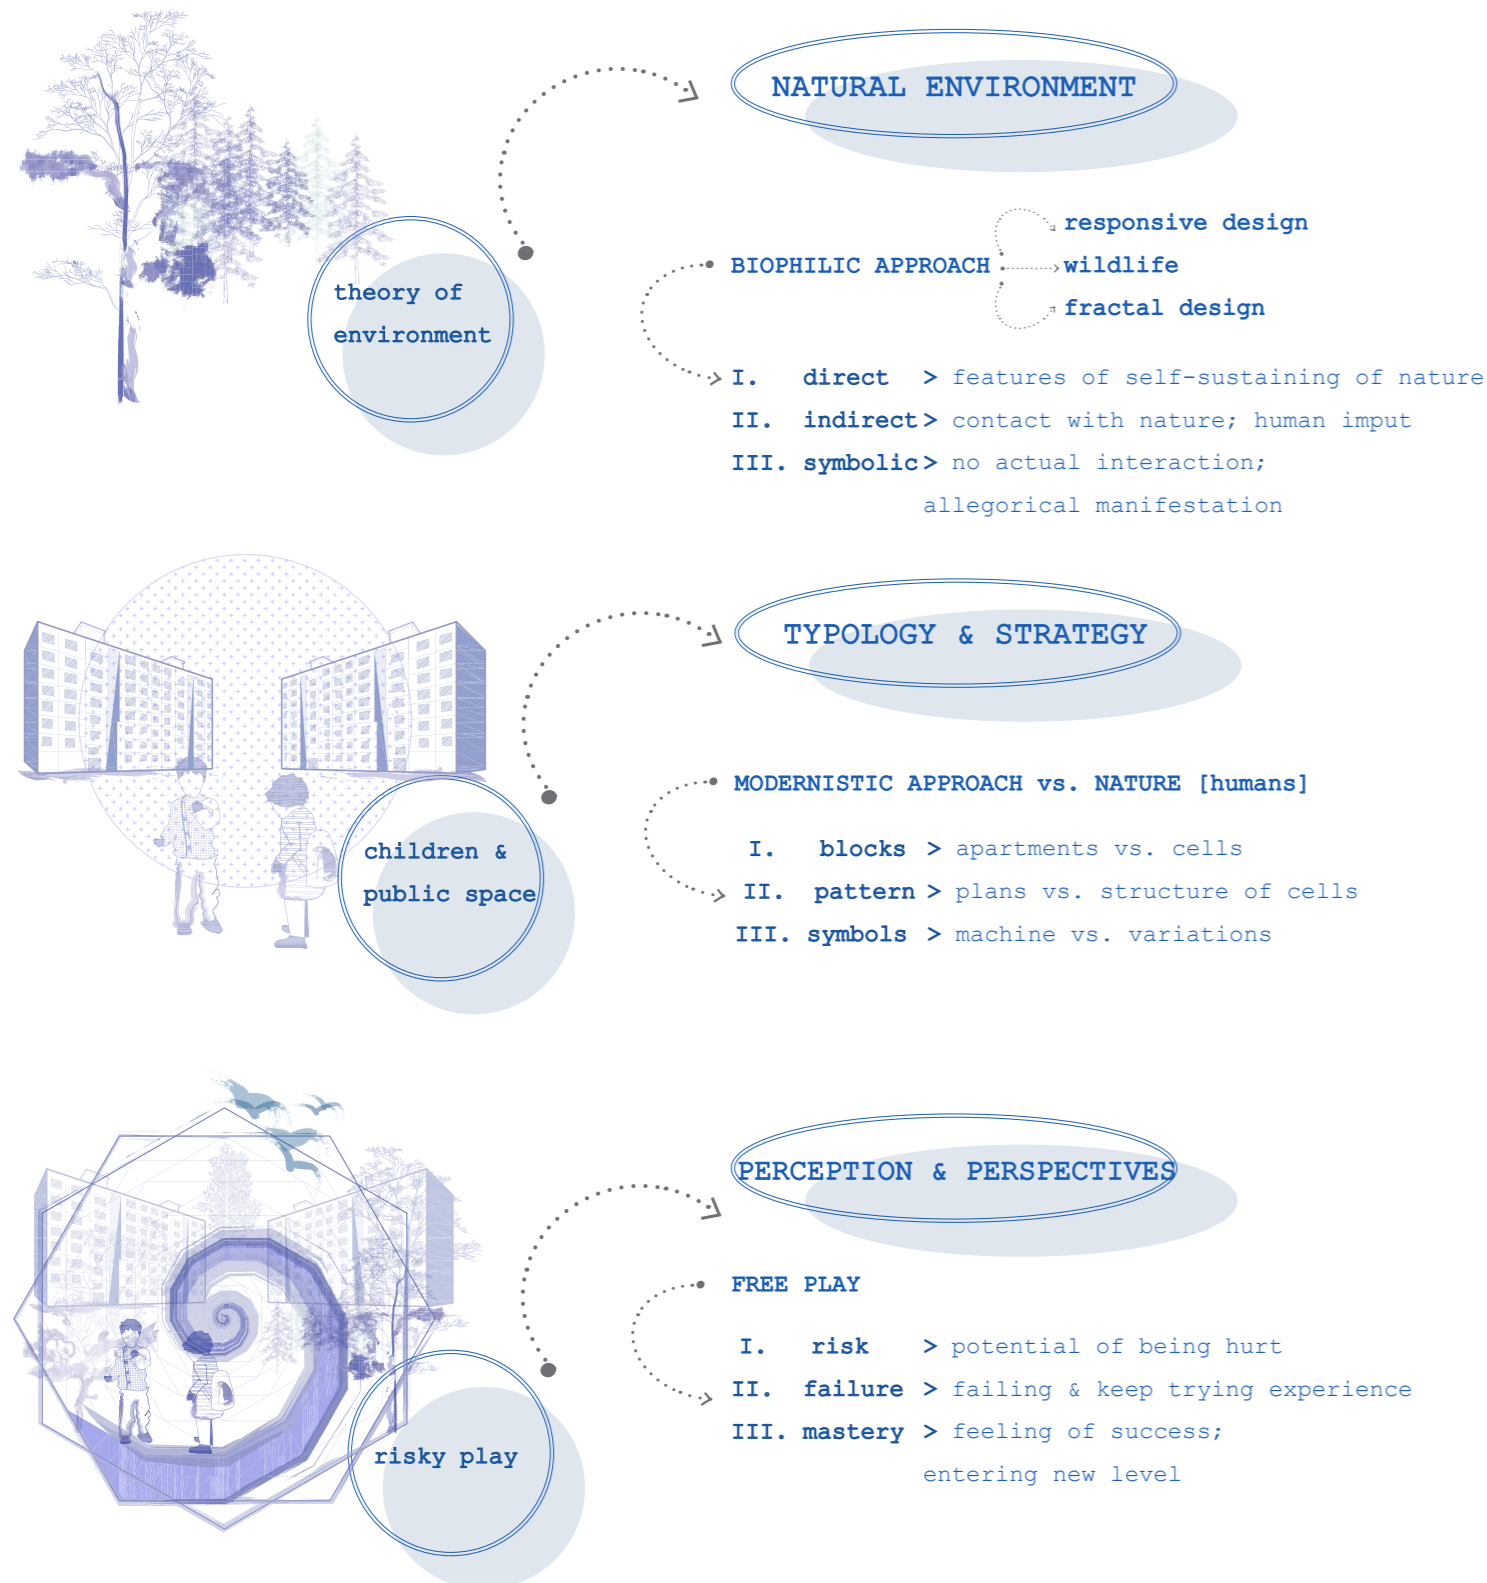 NATURAL ENVIRONMENT
theory of
environment
BIOPHILIC APPROACH
responsive design
wildlife
fractal design
I. direct > features of self-sustaining of nature
II. indirect > contact with nature; human imput
III. symbolic > no actual interaction;
allegorical manifestation
TYPOLOGY & STRATEGY
children &
public space
MODERNISTIC APPROACH vs. NATURE [humans]
I. blocks > apartments vs. cells
II. pattern > plans vs. structure of cells
III. symbols > machine vs. variations
PERCEPTION & PERSPECTIVES
risky play
FREE PLAY
I. risk > potential of being hurt
II. failure > failing & keep trying experience
III. mastery > feeling of success;
entering new level